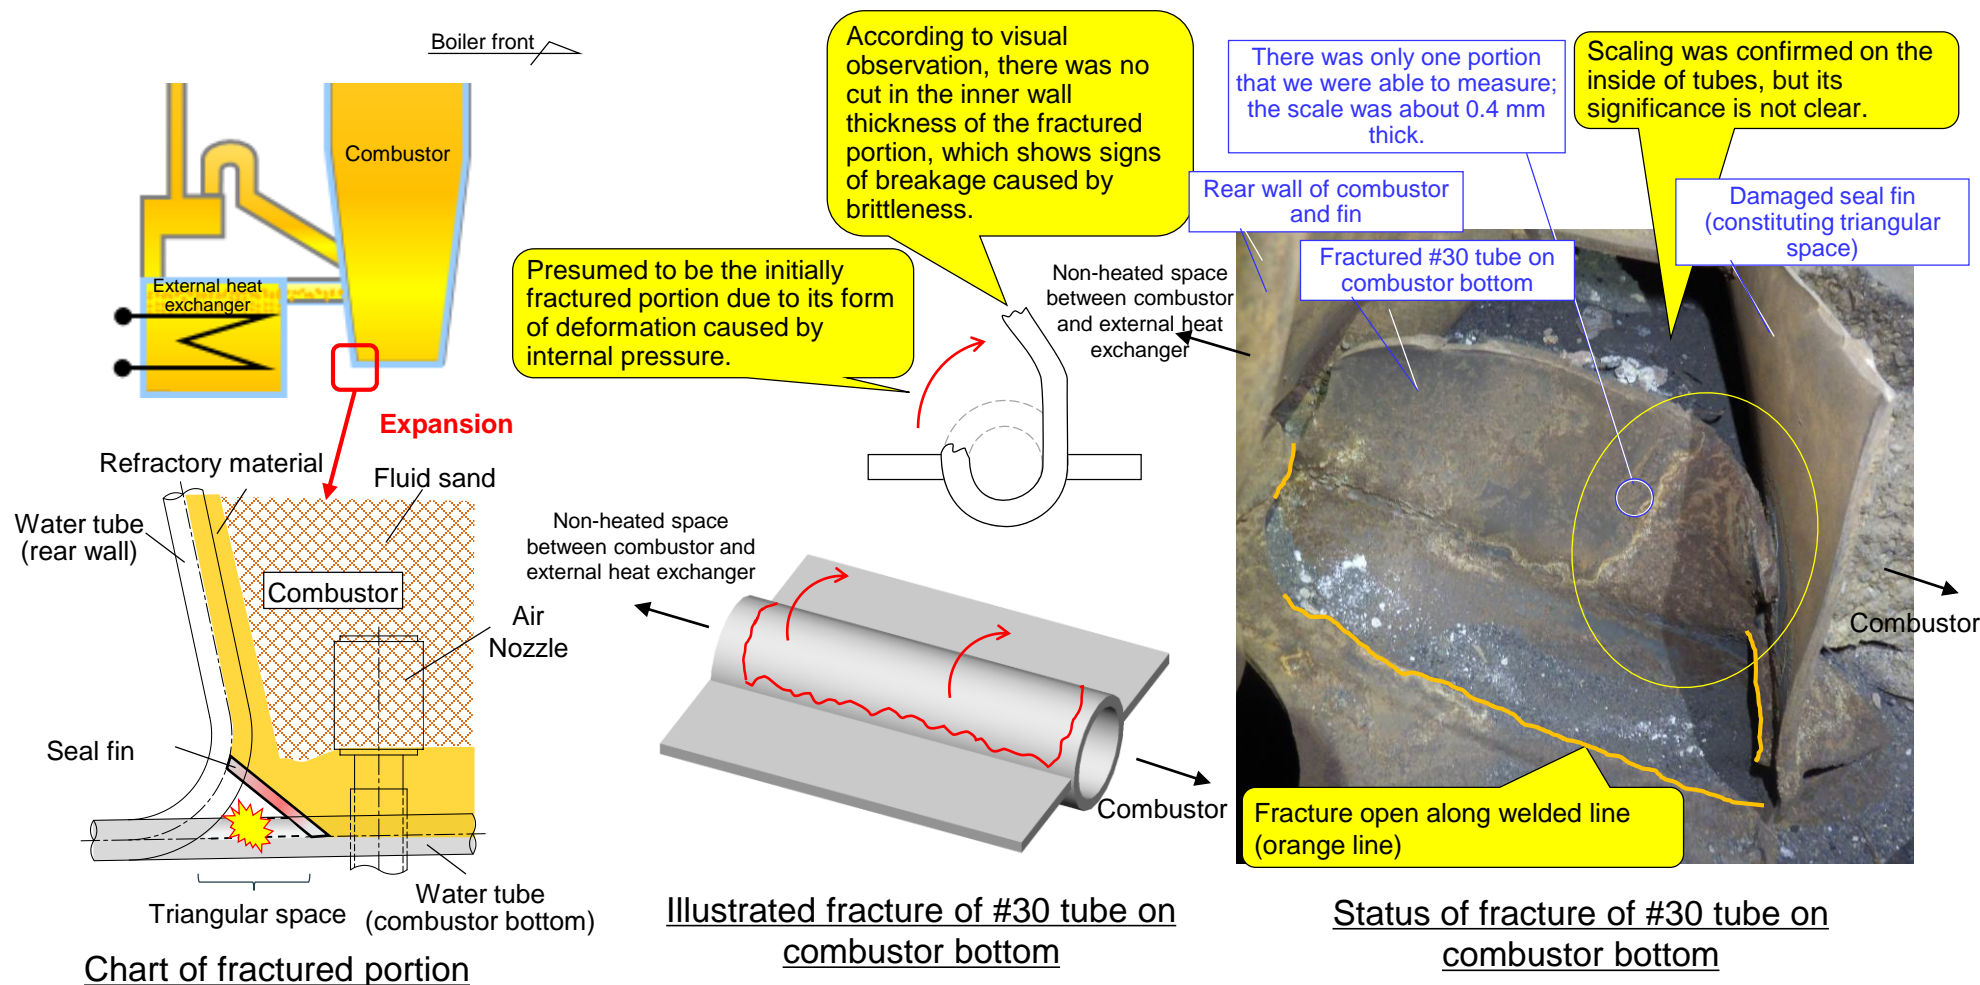 Boiler front
Combustor
External heat
exchanger
Expansion
Refractory material
Fluid sand
Water tube
(rear wall)
Combustor
Air
Nozzle
Seal fin
Triangular space
Water tube
(combustor bottom)
Chart of fractured portion
According to visual
observation, there was no
cut in the inner wall
thickness of the fractured
portion, which shows signs
of breakage caused by
brittleness.
Presumed to be the initially
fractured portion due to its form
of deformation caused by
internal pressure.
Non-heated space
between combustor and
external heat exchanger
Combustor
Illustrated fracture of #30 tube on
combustor bottom
There was only one portion
that we were able to measure;
the scale was about 0.4 mm
thick.
Scaling was confirmed on the
inside of tubes, but its
significance is not clear.
Rear wall of combustor
and fin
Damaged seal fin
(constituting triangular
space)
Fractured #30 tube on
combustor bottom
Non-heated space
between combustor
and external heat
exchanger
Combustor
Fracture open along welded line
(orange line)
Status of fracture of #30 tube on
combustor bottom